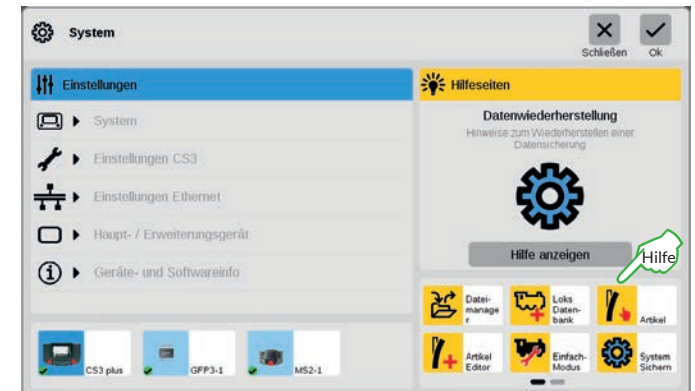 System
Schließen
Ok
Einstellungen
System
Einstellungen CS3
Einstellungen Ethernet
Haupt- / Erweiterungsgerät
Geräte- und Softwareinfo
CS3 plus
GFP3-1
MS2-1
Hilfeseiten
Datenwiederherstellung
Hinweise zum Wiederherstellen einer
Datensicherung
Hilfe anzeigen
Hilfe
Datei-
manage
r
Loks
Daten-
bank
Artikel
Artikel
Editor
Einfach-
Modus
System
Sichern